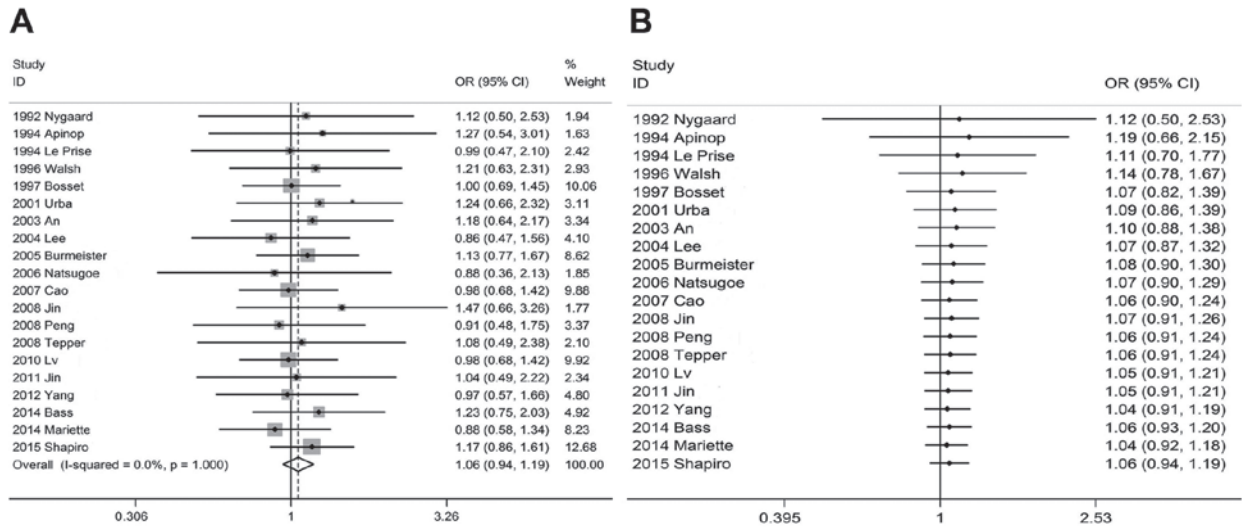 A
Study %
ID OR (95% CI) Weight
1992 Nygaard 1.12 (0.50, 2.53) 1.94
1994 Apinop 1.27 (0.54, 3.01) 1.63
1994 Le Prise 0.99 (0.47, 2.10) 2.42
1996 Walsh 1.21 (0.63, 2.31) 2.93
1997 Bosset 1.00 (0.69, 1.45) 10.06
2001 Urba 1.24 (0.66, 2.32) 3.11
2003 An 1.18 (0.64, 2.17) 3.34
2004 Lee 0.86 (0.47, 1.56) 4.10
2005 Burmeister 1.13 (0.77, 1.67) 8.62
2006 Natsugoe 0.88 (0.36, 2.13) 1.85
2007 Cao 0.98 (0.68, 1.42) 9.88
2008 Jin 1.47 (0.66, 3.26) 1.77
2008 Peng 0.91 (0.48, 1.75) 3.37
2008 Tepper 1.08 (0.49, 2.38) 2.10
2010 Lv 0.98 (0.68, 1.42) 9.92
2011 Jin 1.04 (0.49, 2.22) 2.34
2012 Yang 0.97 (0.57, 1.66) 4.80
2014 Bass 1.23 (0.75, 2.03) 4.92
2014 Mariette 0.88 (0.58, 1.34) 8.23
2015 Shapiro 1.17 (0.86, 1.61) 12.68
Overall (I-squared = 0.0%, p = 1.000) 1.06 (0.94, 1.19) 100.00
0.306 1 3.26
B
Study
ID OR (95% CI)
1992 Nygaard 1.12 (0.50, 2.53)
1994 Apinop 1.19 (0.66, 2.15)
1994 Le Prise 1.11 (0.70, 1.77)
1996 Walsh 1.14 (0.78, 1.67)
1997 Bosset 1.07 (0.82, 1.39)
2001 Urba 1.09 (0.86, 1.39)
2003 An 1.10 (0.88, 1.38)
2004 Lee 1.07 (0.87, 1.32)
2005 Burmeister 1.08 (0.90, 1.30)
2006 Natsugoe 1.07 (0.90, 1.29)
2007 Cao 1.06 (0.90, 1.24)
2008 Jin 1.07 (0.91, 1.26)
2008 Peng 1.06 (0.91, 1.24)
2008 Tepper 1.06 (0.91, 1.24)
2010 Lv 1.05 (0.91, 1.21)
2011 Jin 1.05 (0.91, 1.21)
2012 Yang 1.04 (0.91, 1.19)
2014 Bass 1.06 (0.93, 1.20)
2014 Mariette 1.04 (0.92, 1.18)
2015 Shapiro 1.06 (0.94, 1.19)
0.395 1 2.53